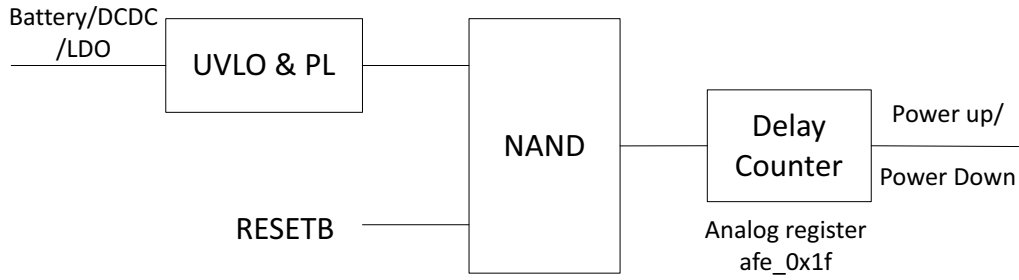 Battery/DCDC
/LDO
UVLO & PL
NAND
RESETB
Delay
Counter
Power up/
Power Down
Analog register
afe_0x1f